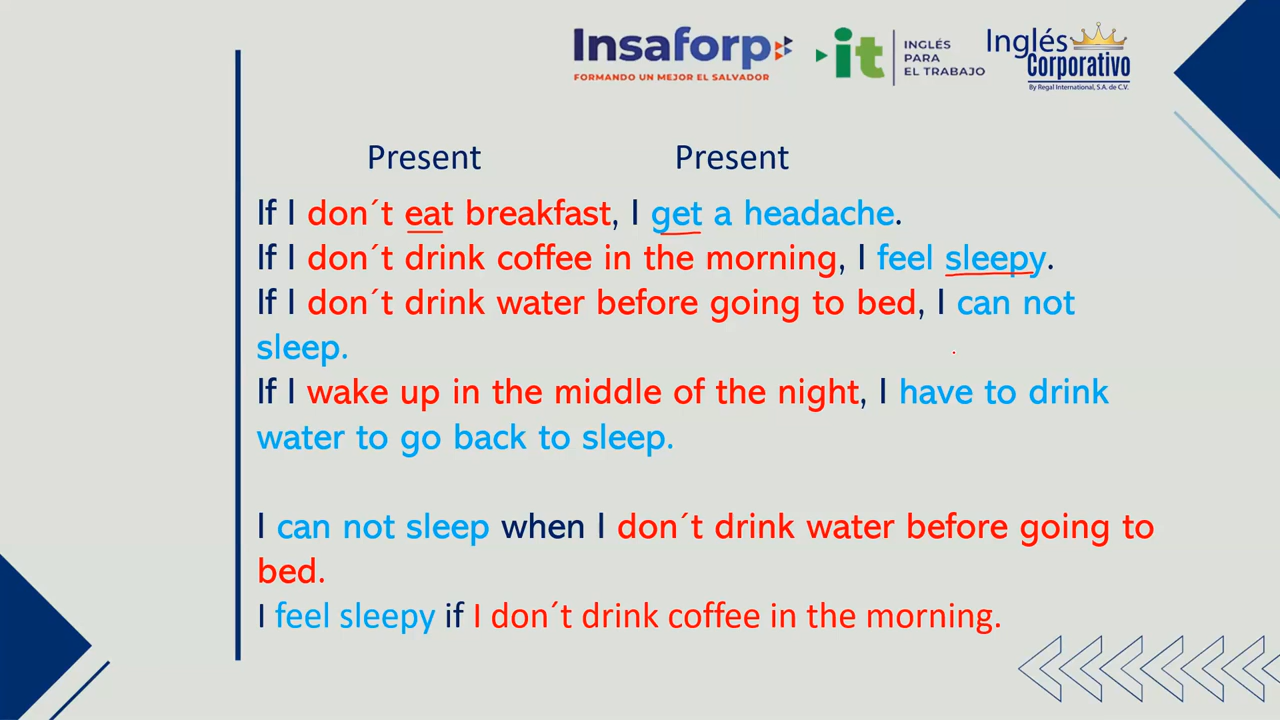 Insaforp
FORMANDO UN MEJOR EL SALVADOR
it
INGLÉS
PARA
EL TRABAJO
Inglés
Corporativo
By Regal International, S.A. de C.V.
Present Present
If I don´t eat breakfast, I get a headache.
If I don´t drink coffee in the morning, I feel sleepy.
If I don´t drink water before going to bed, I can not
sleep.
If I wake up in the middle of the night, I have to drink
water to go back to sleep.
I can not sleep when I don´t drink water before going to
bed.
I feel sleepy if I don´t drink coffee in the morning.